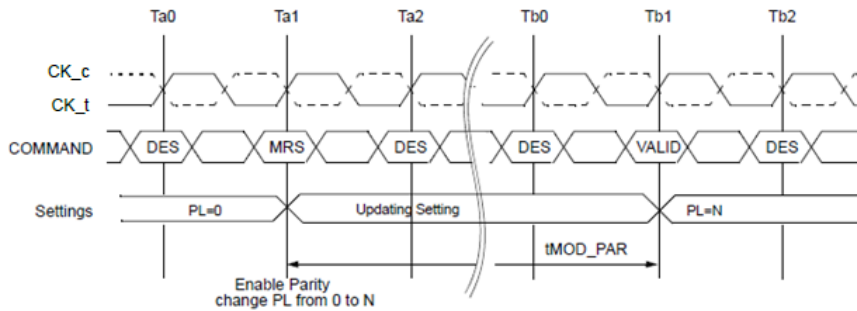 Ta0 Ta1 Ta2 Tb0 Tb1 Tb2
CK_c
CK_t
COMMAND DES MRS DES DES VALID DES
Settings PL=0 Updating Setting PL=N
tMOD_PAR
Enable Parity
change PL from 0 to N